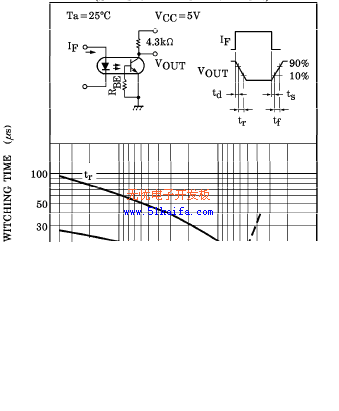 Ta=25℃
VCC=5V
IF
4.3kΩ
VOUT
RBE
IF
VOUT
90%
10%
td
ts
tr
tf
WITCHING TIME (μs)
100
50
30
tr
www.51kaifa.com